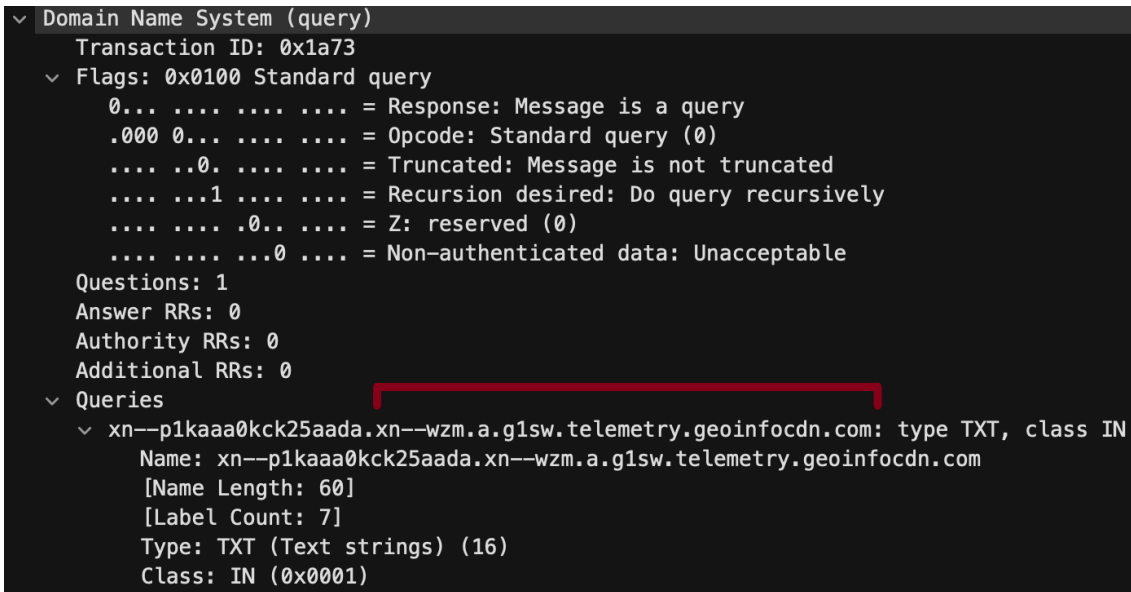 Domain Name System (query)
Transaction ID: 0x1a73
Flags: 0x0100 Standard query
0... .... .... .... = Response: Message is a query
.000 0... .... .... = Opcode: Standard query (0)
.... ..0. .... .... = Truncated: Message is not truncated
.... ...1 .... .... = Recursion desired: Do query recursively
.... .... .0.. .... = Z: reserved (0)
.... .... ...0 .... = Non-authenticated data: Unacceptable
Questions: 1
Answer RRs: 0
Authority RRs: 0
Additional RRs: 0
Queries
xn--p1kaaa0kck25aada.xn--wzm.a.g1sw.telemetry.geoinfocdn.com: type TXT, class IN
Name: xn--p1kaaa0kck25aada.xn--wzm.a.g1sw.telemetry.geoinfocdn.com
[Name Length: 60]
[Label Count: 7]
Type: TXT (Text strings) (16)
Class: IN (0x0001)